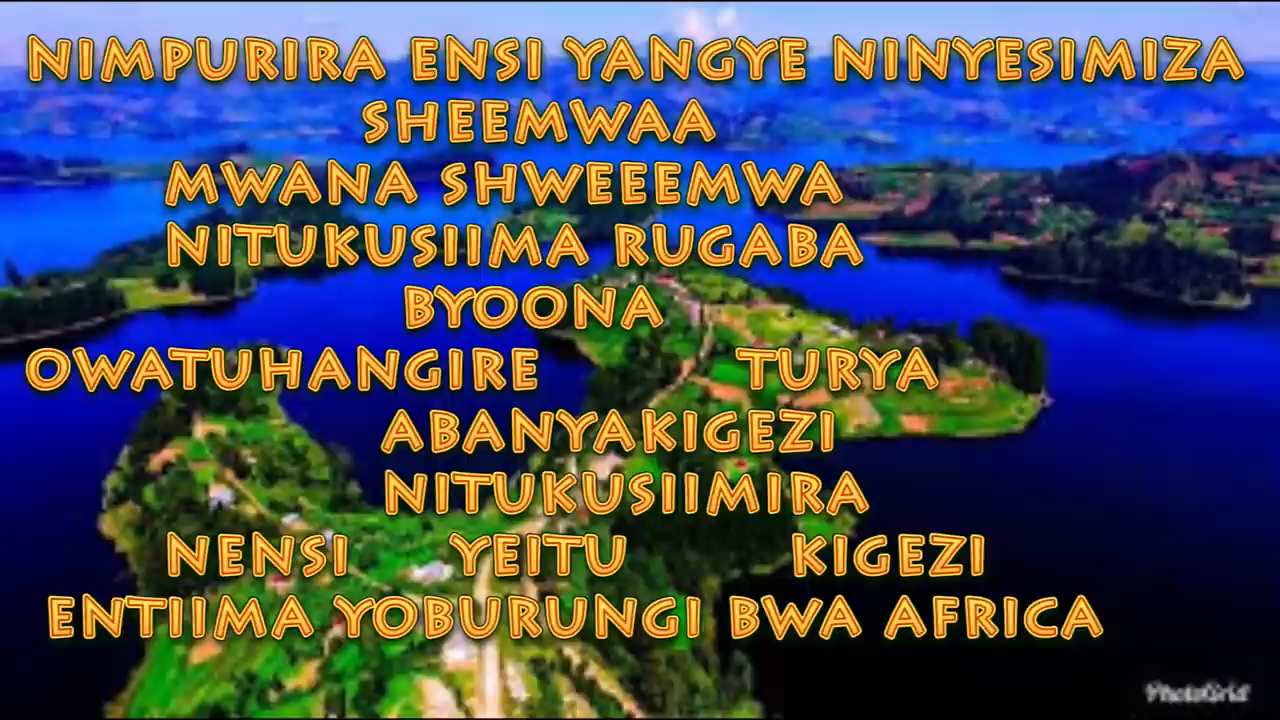 NIMPURIRA ENSI YANGYE NINYESIMIZA
SHEEMWAA
MWANA SHWEEEMWA
NITUKUSIIMA RUGABA
BYOONA
OWATUHANGIRE TURYA
ABANYAKIGEZI
NITUKUSIIMIRA
NENSI YEITU KIGEZI
ENTIIMA YOBURUNGI BWA AFRICA
PhotoGrid